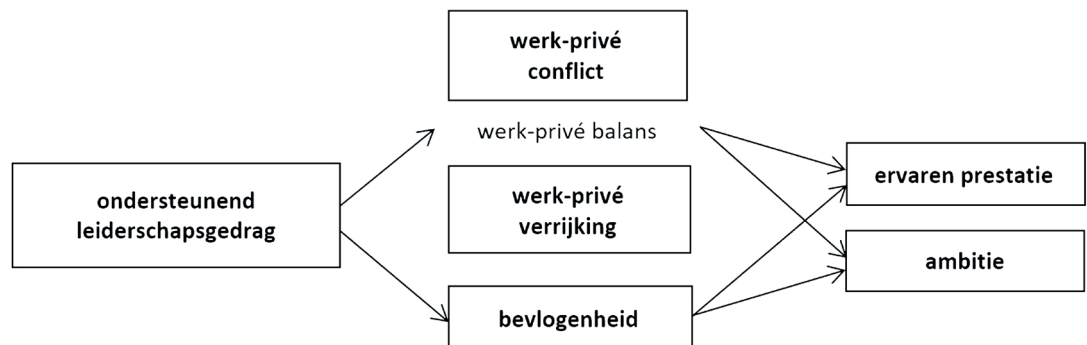 werk-privé
conflict
werk-privé balans
ondersteunend
leiderschapsgedrag
werk-privé
verrijking
bevlogenheid
ervaren prestatie
ambitie